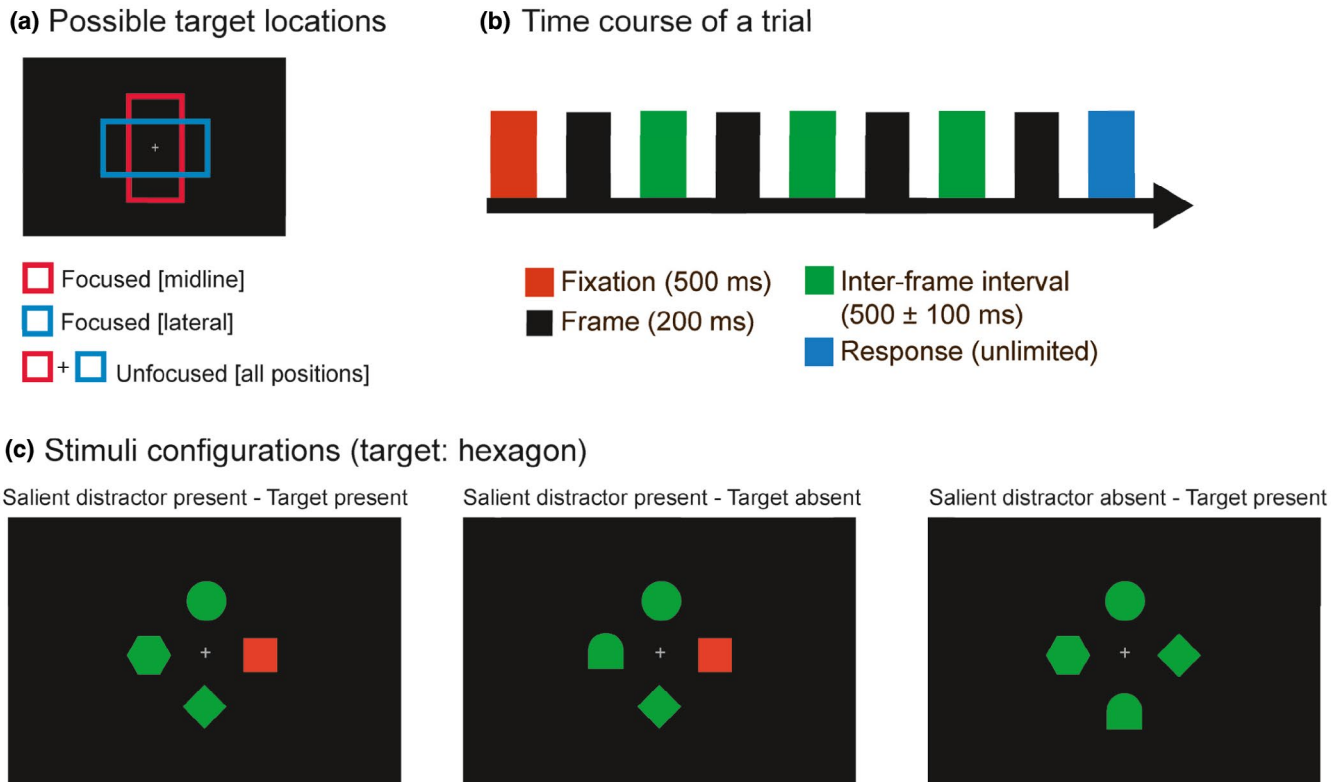 (a) Possible target locations
Focused [midline]
Focused [lateral]
+ Unfocused [all positions]
(b) Time course of a trial
Fixation (500 ms)
Frame (200 ms)
Inter-frame interval
(500 ± 100 ms)
Response (unlimited)
(c) Stimuli configurations (target: hexagon)
Salient distractor present - Target present
Salient distractor present - Target absent
Salient distractor absent - Target present